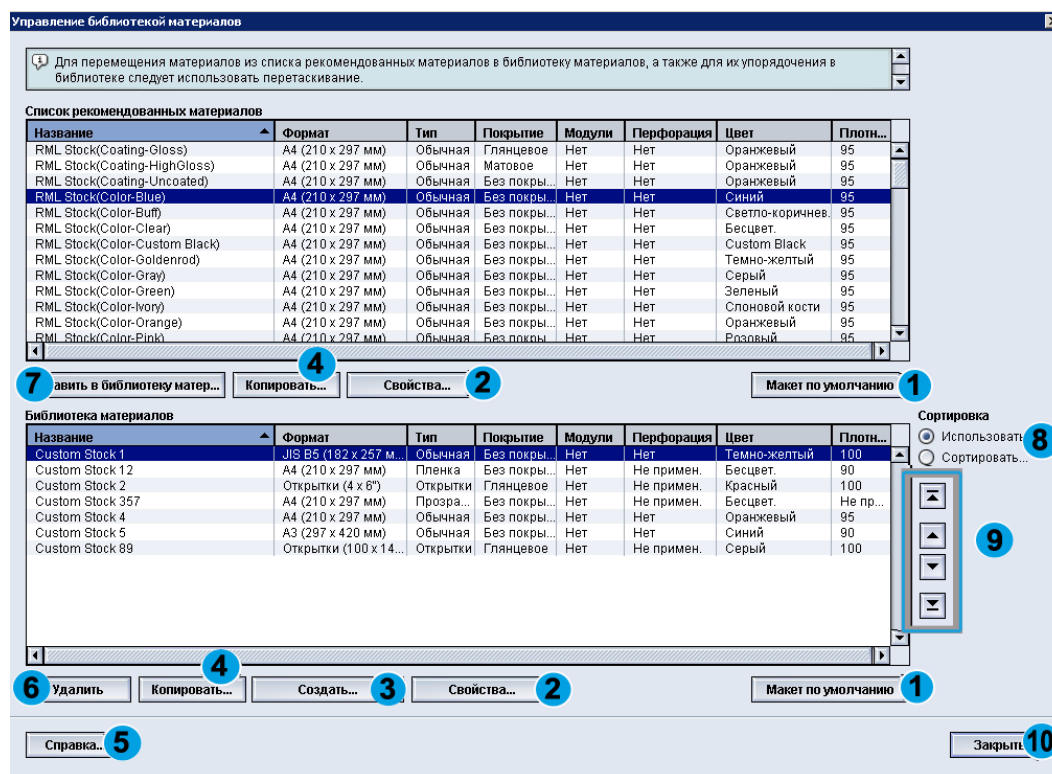 Управление библиотекой материалов
Для перемещения материалов из списка рекомендованных материалов в библиотеку материалов, а также для их упорядочения в
библиотеке следует использовать перетаскивание.
Список рекомендованных материалов
Название Формат Тип Покрытие Модули Перфорация Цвет Плотн...
RML Stock(Coating-Gloss) A4 (210 x 297 мм) Обычная Глянцевое Нет Нет Оранжевый 95
RML Stock(Coating-HighGloss) A4 (210 x 297 мм) Обычная Матовое Нет Нет Оранжевый 95
RML Stock(Coating-Uncoated) A4 (210 x 297 мм) Обычная Без покры... Нет Нет Оранжевый 95
RML Stock(Color-Blue) A4 (210 x 297 мм) Обычная Без покры... Нет Нет Синий 95
RML Stock(Color-Buff) A4 (210 x 297 мм) Обычная Без покры... Нет Нет Светло-коричнев. 95
RML Stock(Color-Clear) A4 (210 x 297 мм) Обычная Без покры... Нет Нет Бесцвет. 95
RML Stock(Color-Custom Black) A4 (210 x 297 мм) Обычная Без покры... Нет Нет Custom Black 95
RML Stock(Color-Goldenrod) A4 (210 x 297 мм) Обычная Без покры... Нет Нет Темно-желтый 95
RML Stock(Color-Gray) A4 (210 x 297 мм) Обычная Без покры... Нет Нет Серый 95
RML Stock(Color-Green) A4 (210 x 297 мм) Обычная Без покры... Нет Нет Зеленый 95
RML Stock(Color-Ivory) A4 (210 x 297 мм) Обычная Без покры... Нет Нет Слоновой кости 95
RML Stock(Color-Orange) A4 (210 x 297 мм) Обычная Без покры... Нет Нет Оранжевый 95
RML Stock(Color-Pink) A4 (210 x 297 мм) Обычная Без покры... Нет Нет Розовый 95
7 авить в библиотеку матер... 4 Копировать... Свойства... 2 Макет по умолчанию 1
Библиотека материалов
Сортировка
Название Формат Тип Покрытие Модули Перфорация Цвет Плотн...
Использовать 8
Сортировать...
Custom Stock 1 JIS B5 (182 x 257 м... Обычная Без покры... Нет Нет Темно-желтый 100
Custom Stock 12 A4 (210 x 297 мм) Пленка Без покры... Нет Не примен. Бесцвет. 90
Custom Stock 2 Открытки (4 x 6") Открытки Глянцевое Нет Не примен. Красный 100
Custom Stock 357 A4 (210 x 297 мм) Прозра... Без покры... Нет Не примен. Бесцвет. Не пр...
Custom Stock 4 A4 (210 x 297 мм) Обычная Без покры... Нет Нет Оранжевый 95
Custom Stock 5 A3 (297 x 420 мм) Обычная Без покры... Нет Нет Синий 90
Custom Stock 89 Открытки (100 x 14... Открытки Глянцевое Нет Не примен. Серый 100
9
6 Удалить 4 Копировать... Создать... 3 Свойства... 2 Макет по умолчанию 1
Справка... 5 Закрыть 10